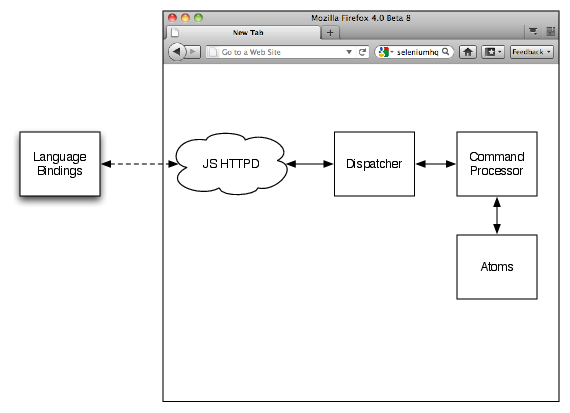 Mozilla Firefox 4.0 Beta 8
New Tab
+
Go to a Web Site
seleniumhq
Feedback
Language
Bindings
JS HTTPD
Dispatcher
Command
Processor
Atoms